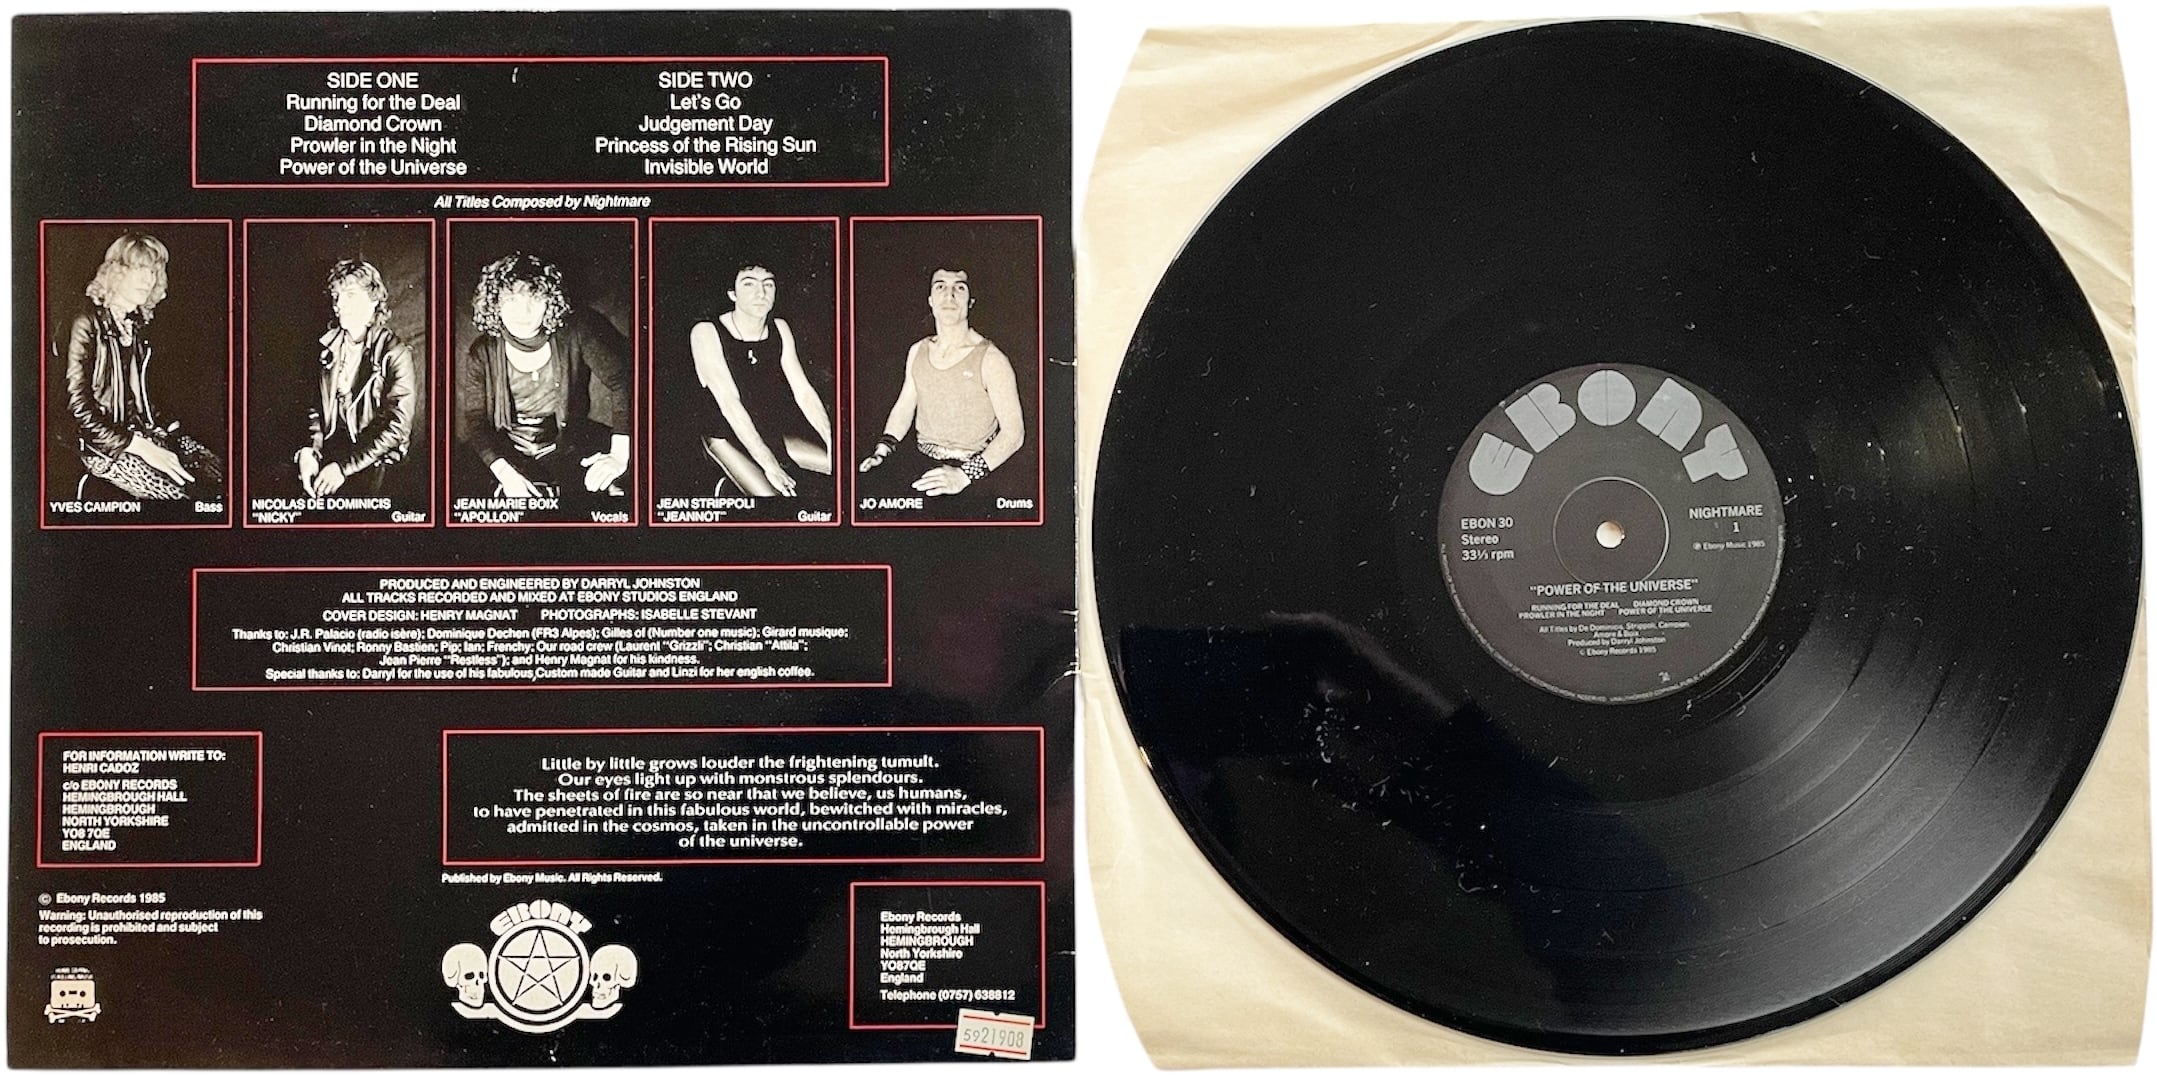 SIDE ONE
Running for the Deal
Diamond Crown
Prowler in the Night
Power of the Universe
SIDE TWO
Let's Go
Judgement Day
Princess of the Rising Sun
Invisible World
All Titles Composed by Nightmare
YVES CAMPION Bass
NICOLAS DE DOMINICIS
"NICKY" Guitar
JEAN MARIE BOIX
"APOLLON" Vocals
JEAN STRIPPOLI
"JEANNOT" Guitar
JO AMORE Drums
PRODUCED AND ENGINEERED BY DARRYL JOHNSTON
ALL TRACKS RECORDED AND MIXED AT EBONY STUDIOS ENGLAND
COVER DESIGN: HENRY MAGNAT PHOTOGRAPHS: ISABELLE STEVANT
Thanks to: J.R. Palacio (radio isère); Dominique Dechen (FR3 Alpes); Gilles of (Number one music); Girard musique;
Christian Vinot; Ronny Bastien; Pip; Ian; Frenchy; Our road crew (Laurent "Grizzli"; Christian "Attila";
Jean Pierre "Restless"); and Henry Magnat for his kindness.
Special thanks to: Darryl for the use of his fabulous Custom made Guitar and Linzi for her english coffee.
FOR INFORMATION WRITE TO:
HENRI CADOZ
c/o EBONY RECORDS
HEMINGBROUGH HALL
HEMINGBROUGH
NORTH YORKSHIRE
YO8 7QE
ENGLAND
Little by little grows louder the frightening tumult.
Our eyes light up with monstrous splendours.
The sheets of fire are so near that we believe, us humans,
to have penetrated in this fabulous world, bewitched with miracles,
admitted in the cosmos, taken in the uncontrollable power
of the universe.
Published by Ebony Music. All Rights Reserved.
© Ebony Records 1985
Warning: Unauthorised reproduction of this
recording is prohibited and subject
to prosecution.
EBONY
Ebony Records
Hemingbrough Hall
HEMINGBROUGH
North Yorkshire
YO87QE
England
Telephone (0757) 638812
5921908
EBONY
EBON 30
Stereo
33⅓ rpm
NIGHTMARE
1
℗ Ebony Music 1985
"POWER OF THE UNIVERSE"
RUNNING FOR THE DEAL DIAMOND CROWN
PROWLER IN THE NIGHT POWER OF THE UNIVERSE
All Titles by De Dominicis, Strippoli, Campion,
Amore & Boix
Produced by Darryl Johnston
© Ebony Records 1985